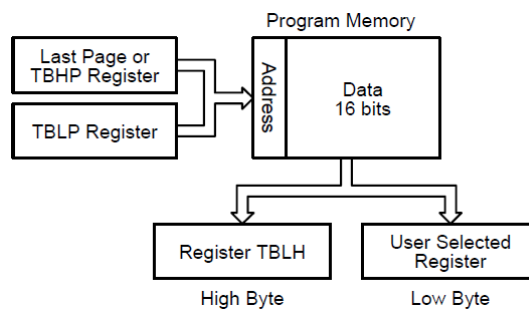 Program Memory
Last Page or
TBHP Register
TBLP Register
Address
Data
16 bits
Register TBLH
User Selected
Register
High Byte
Low Byte